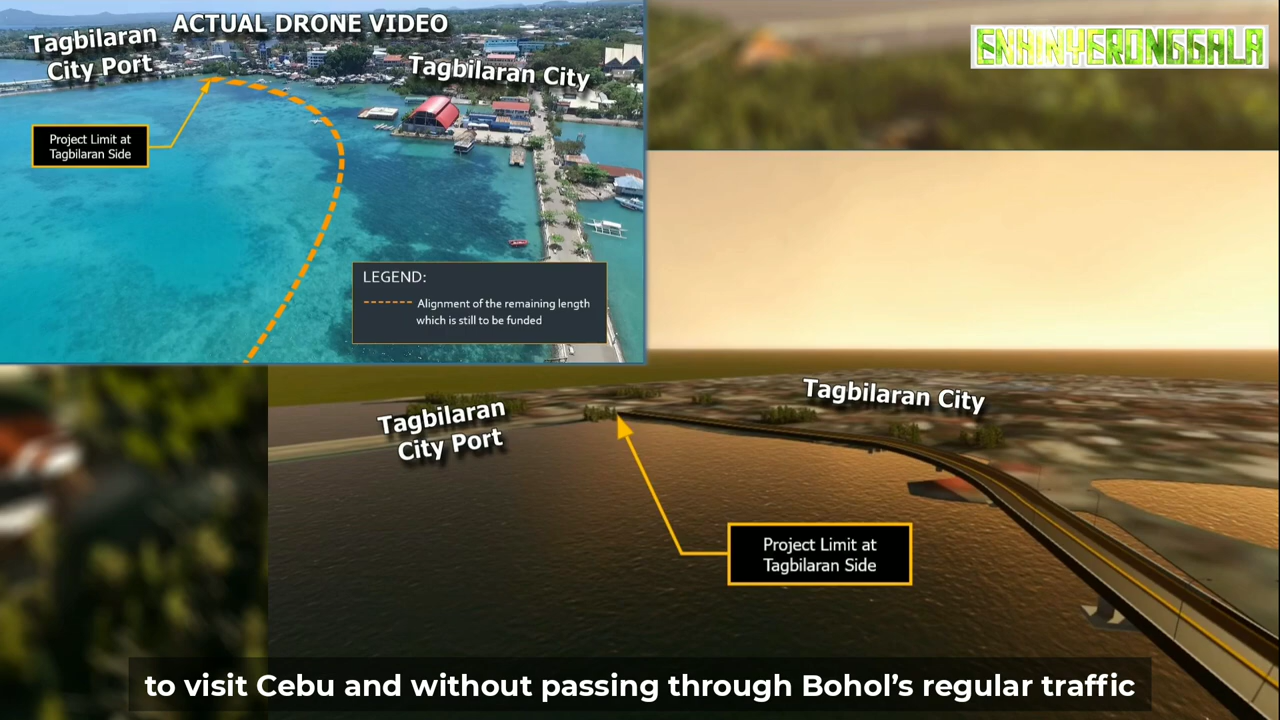 ACTUAL DRONE VIDEO
Tagbilaran
City Port
Tagbilaran City
Project Limit at
Tagbilaran Side
LEGEND:
Alignment of the remaining length
which is still to be funded
ENHINYERONGGALA
Tagbilaran
City Port
Tagbilaran City
Project Limit at
Tagbilaran Side
to visit Cebu and without passing through Bohol’s regular traffic